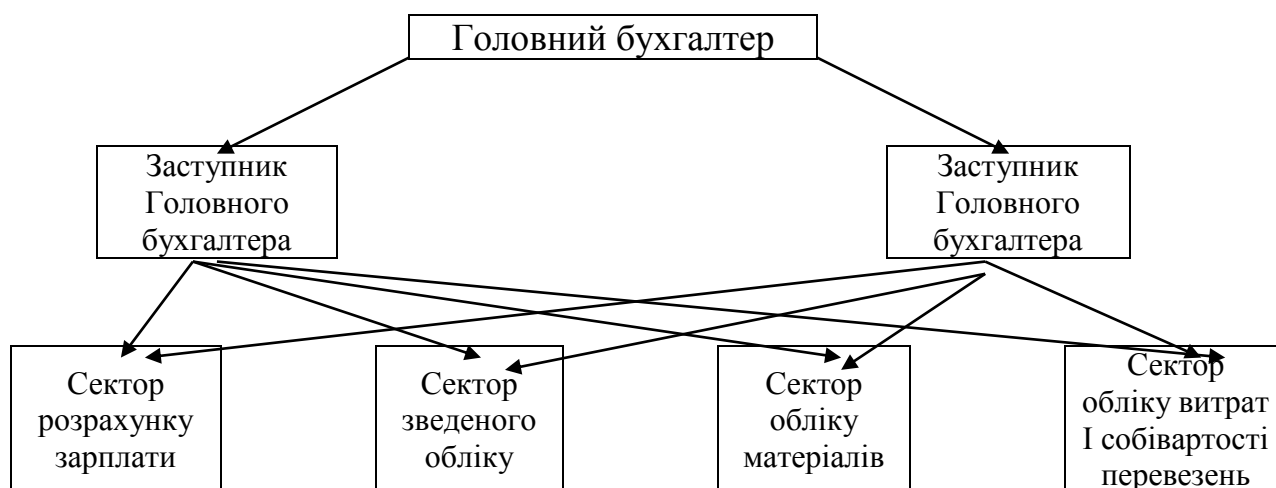 Головний бухгалтер
Заступник
Головного
бухгалтера
Заступник
Головного
бухгалтера
Сектор
розрахунку
зарплати
Сектор
зведеного
обліку
Сектор
обліку
матеріалів
Сектор
обліку витрат
І собівартості
перевезень